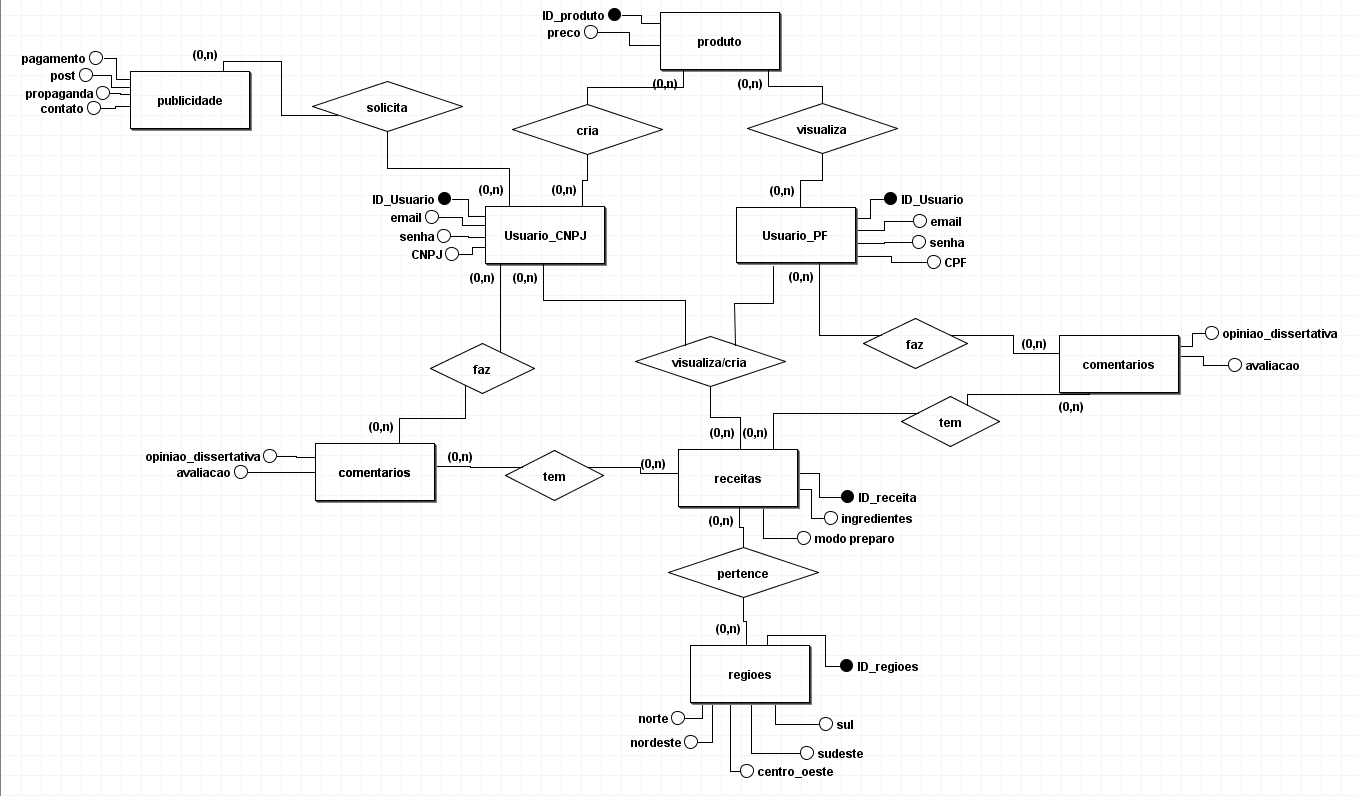 ID_produto
preco
produto
(0,n)
(0,n)
pagamento
post
propaganda
contato
publicidade
(0,n)
solicita
cria
visualiza
(0,n)
(0,n)
(0,n)
ID_Usuario
email
senha
CNPJ
Usuario_CNPJ
Usuario_PF
ID_Usuario
email
senha
CPF
(0,n)
(0,n)
(0,n)
faz
visualiza/cria
faz
(0,n)
comentarios
opiniao_dissertativa
avaliacao
(0,n)
tem
(0,n)
(0,n)
(0,n)
opiniao_dissertativa
avaliacao
comentarios
(0,n)
tem
(0,n)
receitas
ID_receita
ingredientes
modo preparo
(0,n)
pertence
(0,n)
regioes
ID_regioes
norte
nordeste
centro_oeste
sudeste
sul